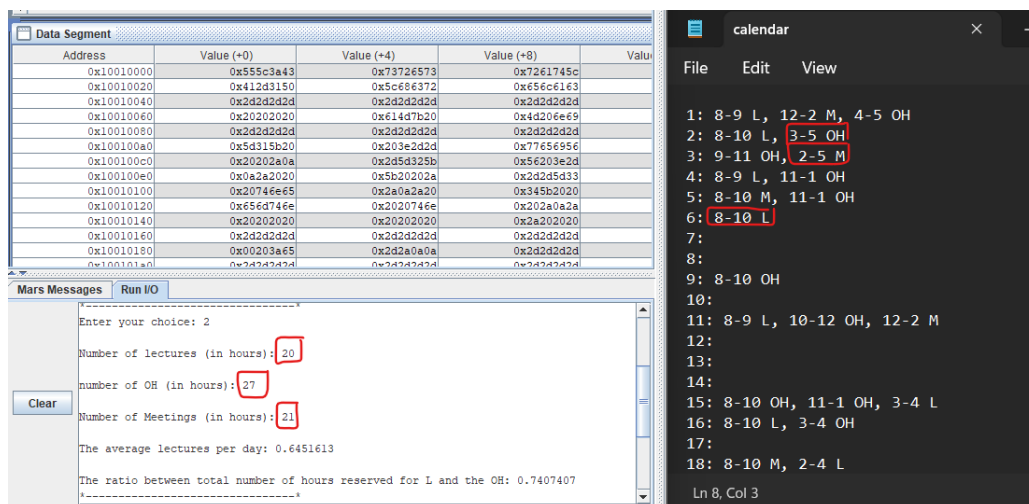 Data Segment
Address Value (+0) Value (+4) Value (+8) Valu
0x10010000 0x555c3a43 0x73726573 0x7261745c
0x10010020 0x412d3150 0x5c686372 0x656c6163
0x10010040 0x2d2d2d2d 0x2d2d2d2d 0x2d2d2d2d
0x10010060 0x20202020 0x614d7b20 0x4d206e69
0x10010080 0x2d2d2d2d 0x2d2d2d2d 0x2d2d2d2d
0x100100a0 0x5d315b20 0x203e2d2d 0x77656956
0x100100c0 0x20202a0a 0x2d5d325b 0x56203e2d
0x100100e0 0x0a2a2020 0x5b20202a 0x2d2d5d33
0x10010100 0x20746e65 0x2a0a2a20 0x345b2020
0x10010120 0x656d746e 0x2020746e 0x202a0a2a
0x10010140 0x20202020 0x20202020 0x2a202020
0x10010160 0x2d2d2d2d 0x2d2d2d2d 0x2d2d2d2d
0x10010180 0x00203a65 0x2d2a0a0a 0x2d2d2d2d
0x100101a0 0x2d2d2d2d 0x2d2d2d2d 0x2d2d2d2d
Mars Messages Run I/O
*-------------------------------*
Enter your choice: 2
Number of lectures (in hours): 20
number of OH (in hours): 27
Clear
Number of Meetings (in hours): 21
The average lectures per day: 0.6451613
The ratio between total number of hours reserved for L and the OH: 0.7407407
*-------------------------------*
calendar
File Edit View
1: 8-9 L, 12-2 M, 4-5 OH
2: 8-10 L, 3-5 OH
3: 9-11 OH, 2-5 M
4: 8-9 L, 11-1 OH
5: 8-10 M, 11-1 OH
6: 8-10 L
7:
8:
9: 8-10 OH
10:
11: 8-9 L, 10-12 OH, 12-2 M
12:
13:
14:
15: 8-10 OH, 11-1 OH, 3-4 L
16: 8-10 L, 3-4 OH
17:
18: 8-10 M, 2-4 L
Ln 8, Col 3